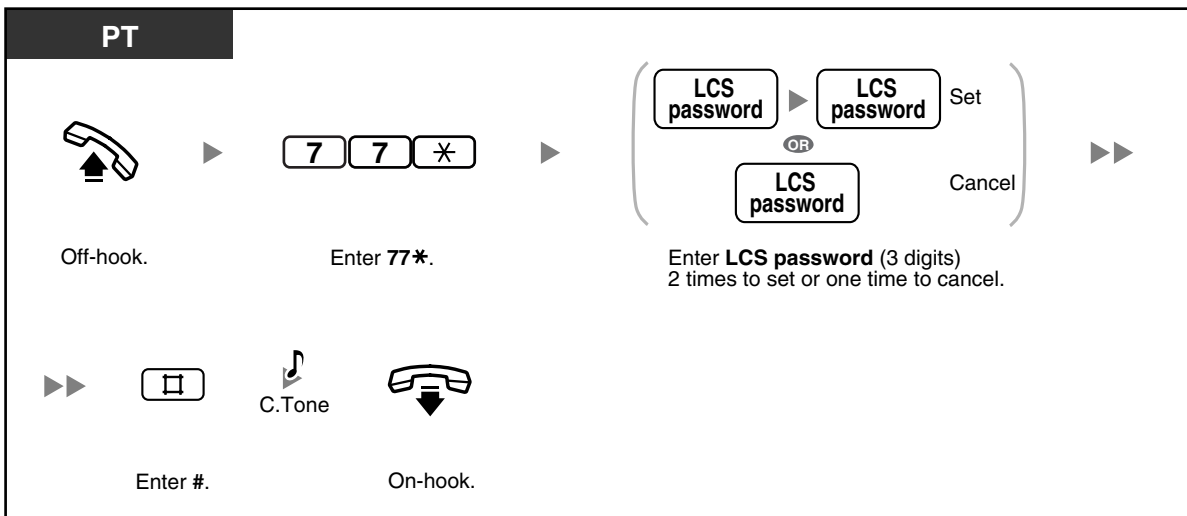 PT
LCS
password
LCS
password
Set
7 7 *
OR
LCS
password
Cancel
Off-hook.
Enter 77*.
Enter LCS password (3 digits)
2 times to set or one time to cancel.
#
C.Tone
Enter #.
On-hook.